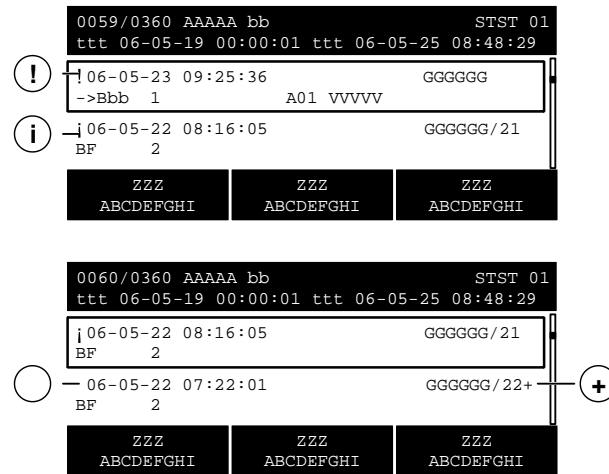 0059/0360 AAAAA bb STST 01
ttt 06-05-19 00:00:01 ttt 06-05-25 08:48:29
! !06-05-23 09:25:36 GGGGGG
->Bbb 1 A01 VVVVV
i ¡06-05-22 08:16:05 GGGGGG/21
BF 2
ZZZ ZZZ ZZZ
ABCDEFGHI ABCDEFGHI ABCDEFGHI
0060/0360 AAAAA bb STST 01
ttt 06-05-19 00:00:01 ttt 06-05-25 08:48:29
¡06-05-22 08:16:05 GGGGGG/21
BF 2
06-05-22 07:22:01 GGGGGG/22+ +
BF 2
ZZZ ZZZ ZZZ
ABCDEFGHI ABCDEFGHI ABCDEFGHI